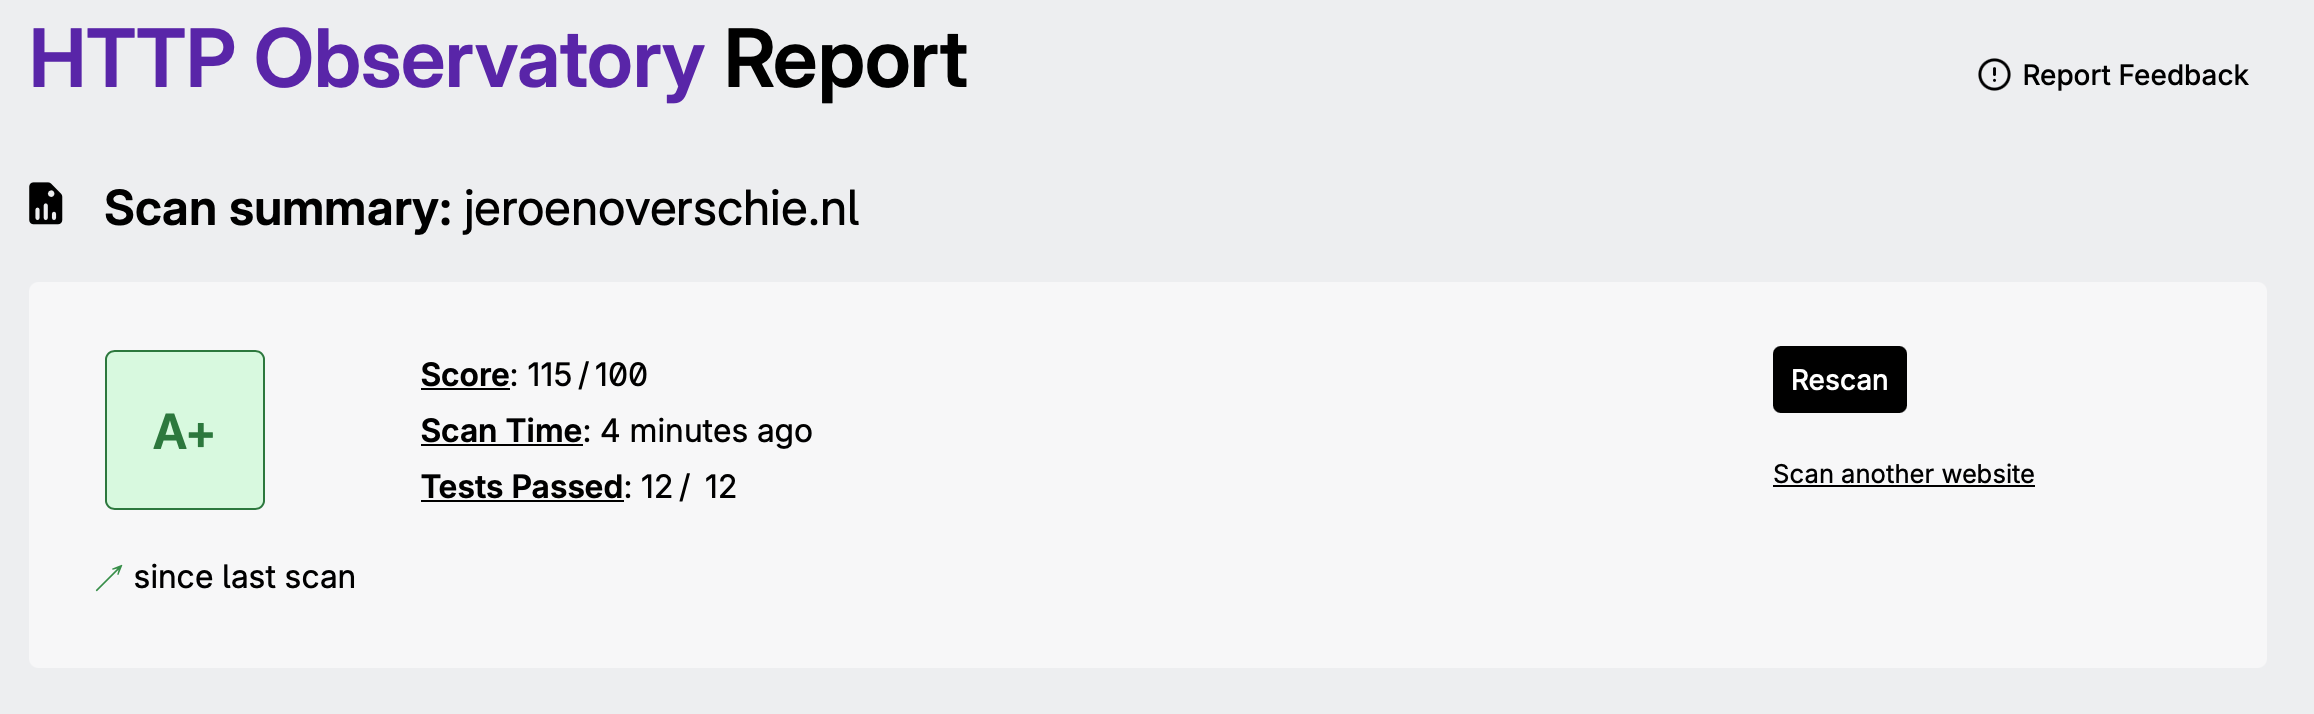 HTTP Observatory Report
Report Feedback
Scan summary: jeroenoverschie.nl
A+
since last scan
Score: 115 / 100
Scan Time: 4 minutes ago
Tests Passed: 12 / 12
Rescan
Scan another website